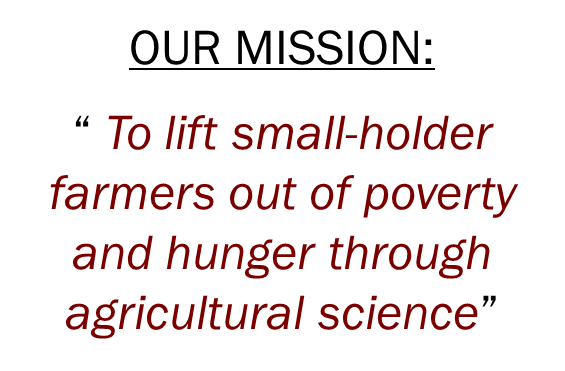 OUR MISSION:
“ To lift small-holder
farmers out of poverty
and hunger through
agricultural science”